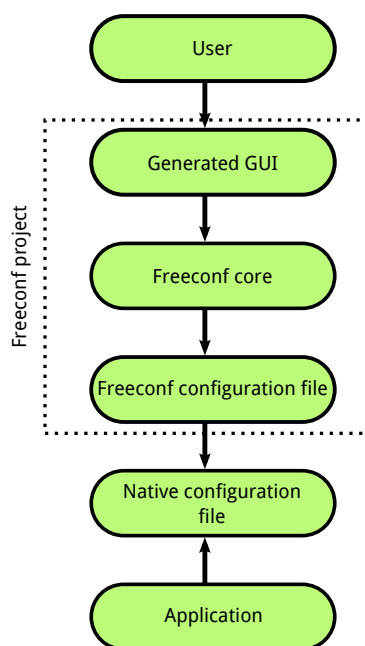 User
Generated GUI
Freeconf project
Freeconf core
Freeconf configuration file
Native configuration
file
Application